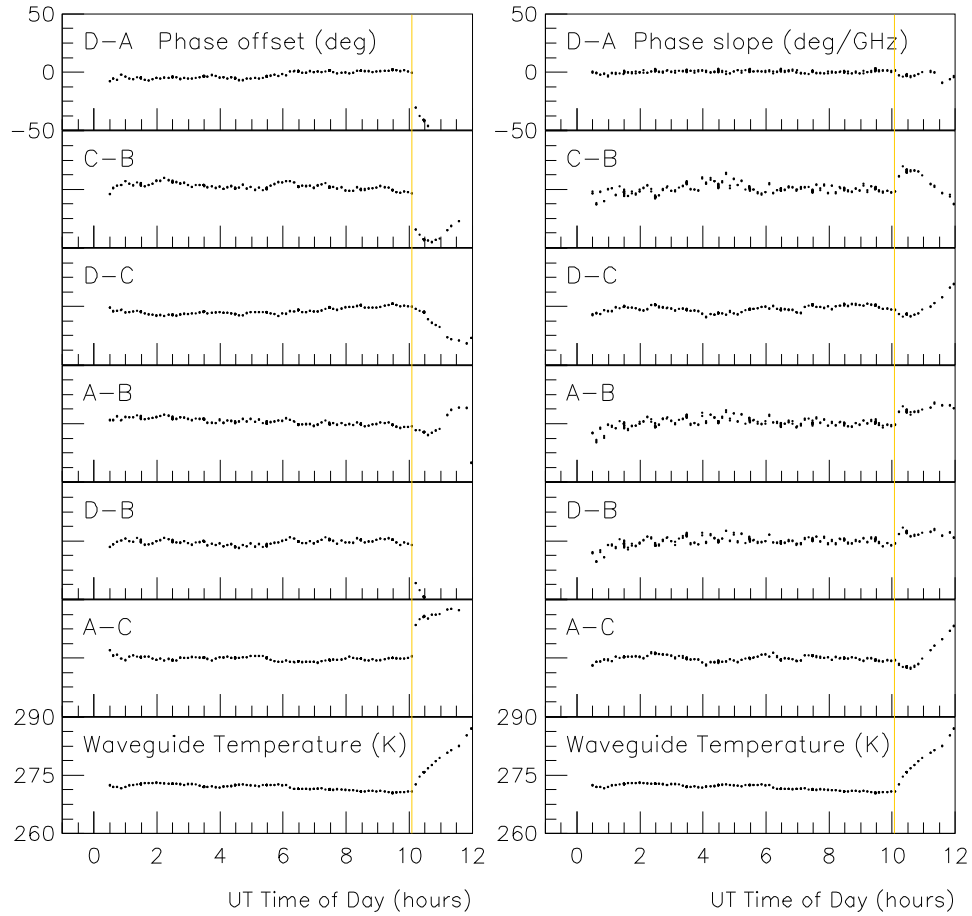 50
D−A Phase offset (deg)
0
−50
C−B
D−C
A−B
D−B
A−C
290
Waveguide Temperature (K)
275
260
0 2 4 6 8 10 12
UT Time of Day (hours)
50
D−A Phase slope (deg/GHz)
0
−50
C−B
D−C
A−B
D−B
A−C
290
Waveguide Temperature (K)
275
260
0 2 4 6 8 10 12
UT Time of Day (hours)